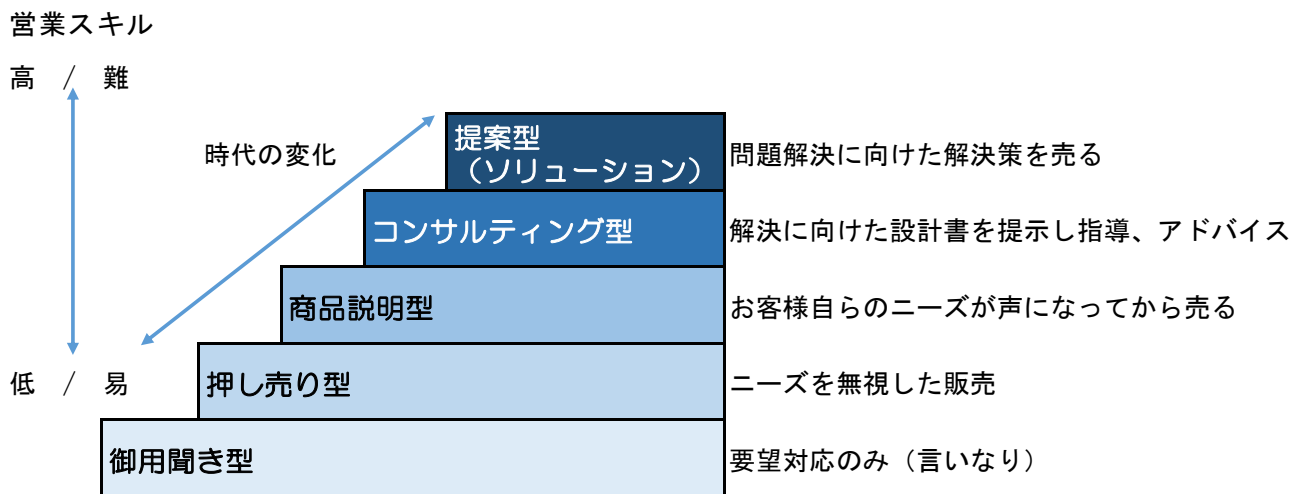 営業スキル
高 / 難
時代の変化
提案型
（ソリューション）
問題解決に向けた解決策を売る
コンサルティング型
解決に向けた設計書を提示し指導、アドバイス
商品説明型
お客様自らのニーズが声になってから売る
低 / 易
押し売り型
ニーズを無視した販売
御用聞き型
要望対応のみ（言いなり）